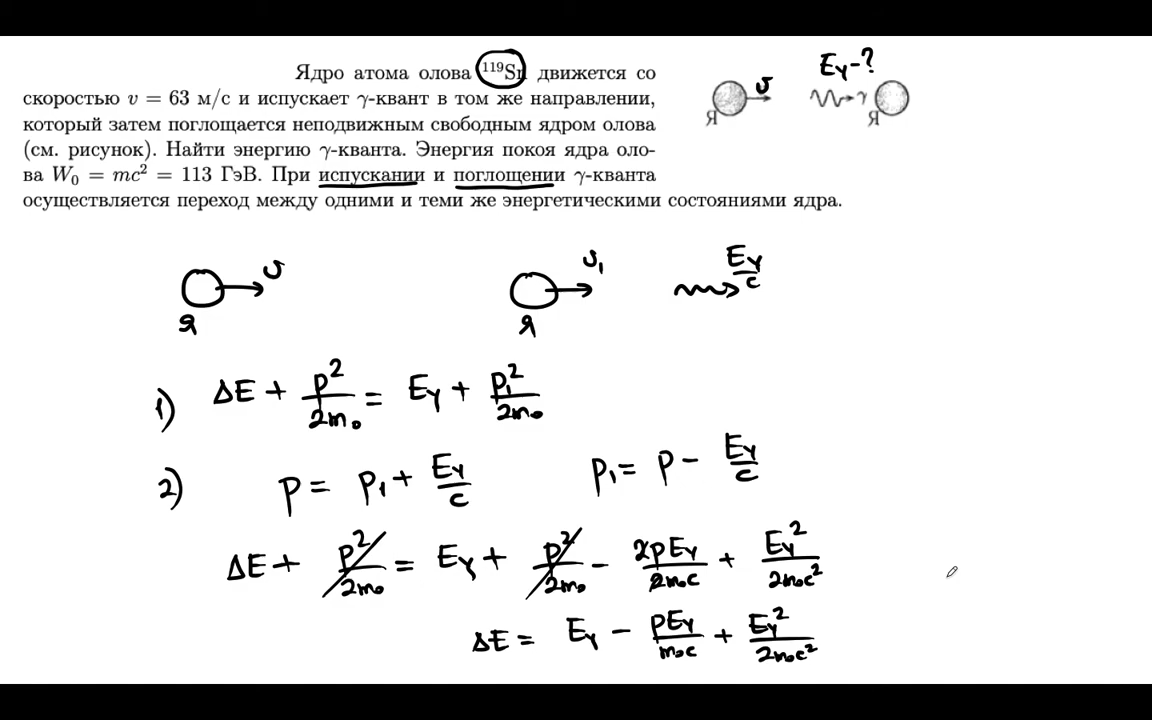 Ядро атома олова ¹¹⁹Sn движется со
скоростью v = 63 м/с и испускает γ-квант в том же направлении,
который затем поглощается неподвижным свободным ядром олова
(см. рисунок). Найти энергию γ-кванта. Энергия покоя ядра оло-
ва W₀ = mc² = 113 ГэВ. При испускании и поглощении γ-кванта
осуществляется переход между одними и теми же энергетическими состояниями ядра.
Eγ - ?
υ
γ
Я Я
υ υ₁ Eγ/c
Я Я
1) ΔE + p²/2m₀ = Eγ + p₁²/2m₀
2) p = p₁ + Eγ/c p₁ = p - Eγ/c
ΔE + p²/2m₀ = Eγ + p²/2m₀ - 2pEγ/2m₀c + Eγ²/2m₀c²
ΔE = Eγ - pEγ/m₀c + Eγ²/2m₀c²